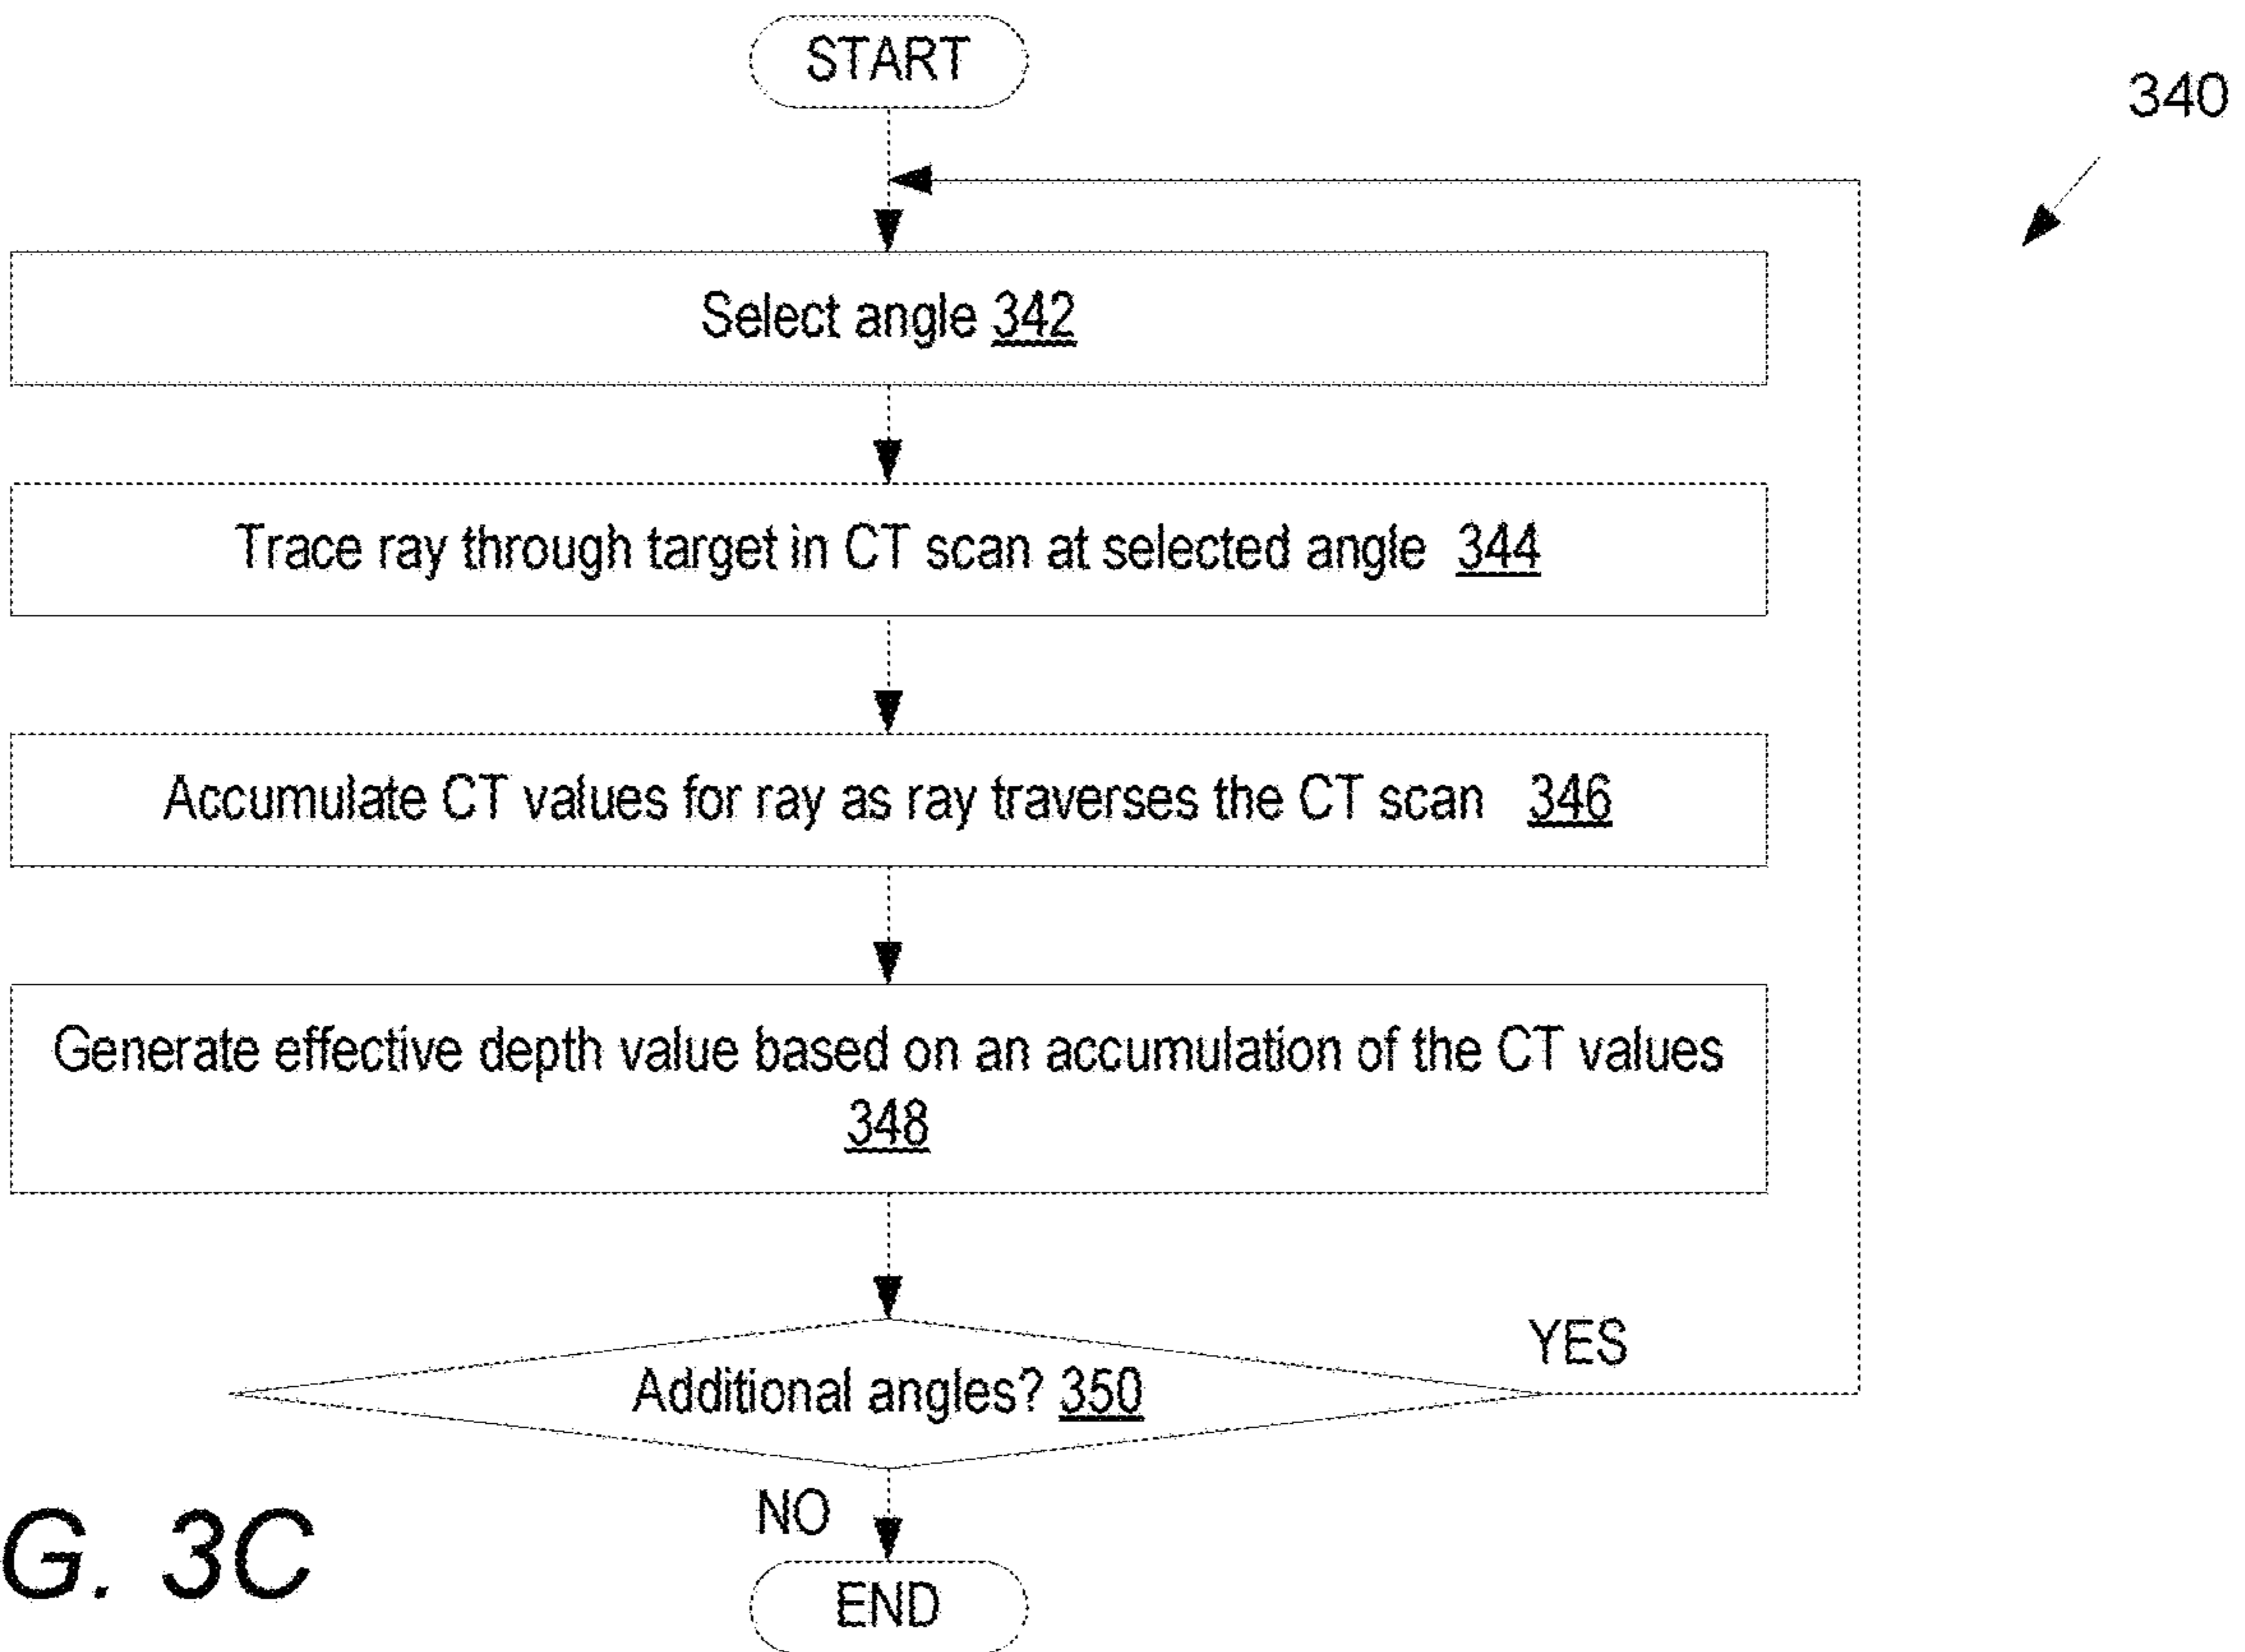 START
340
Select angle 342
Trace ray through target in CT scan at selected angle 344
Accumulate CT values for ray as ray traverses the CT scan 346
Generate effective depth value based on an accumulation of the CT values
348
YES
Additional angles? 350
NO
G. 3C
END